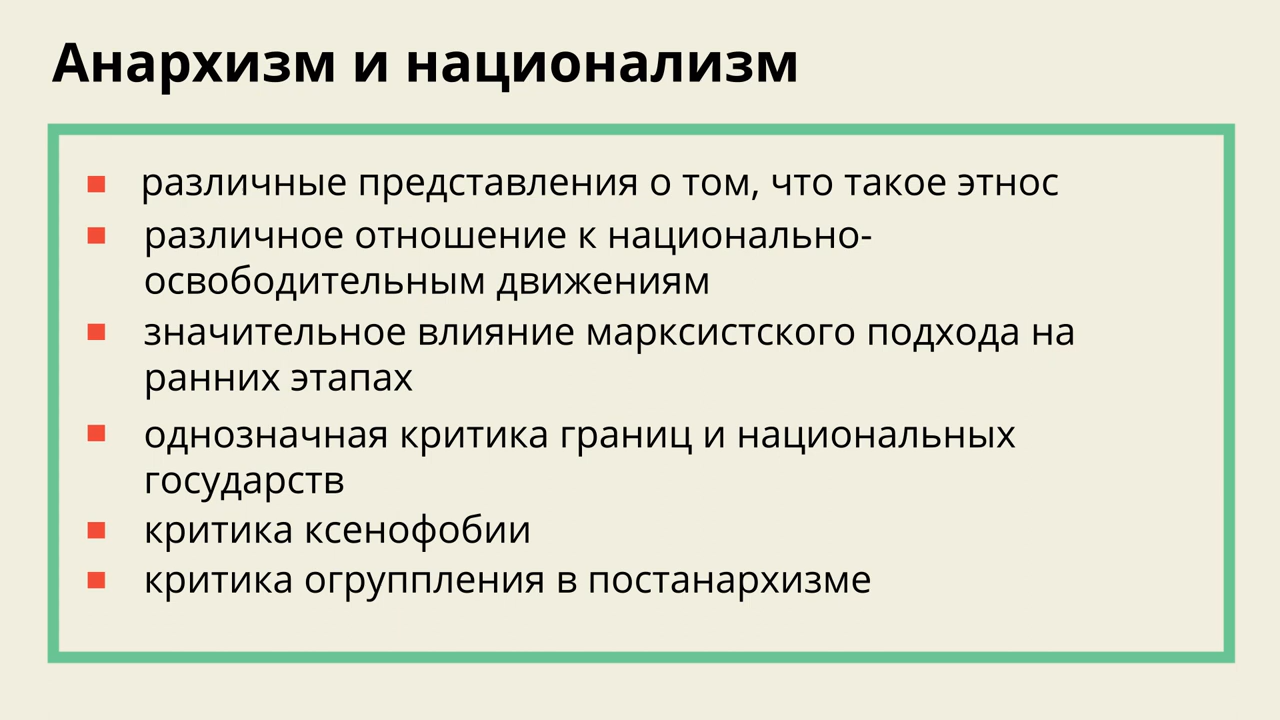 Анархизм и национализм
различные представления о том, что такое этнос
различное отношение к национально-
освободительным движениям
значительное влияние марксистского подхода на
ранних этапах
однозначная критика границ и национальных
государств
критика ксенофобии
критика огруппления в постанархизме